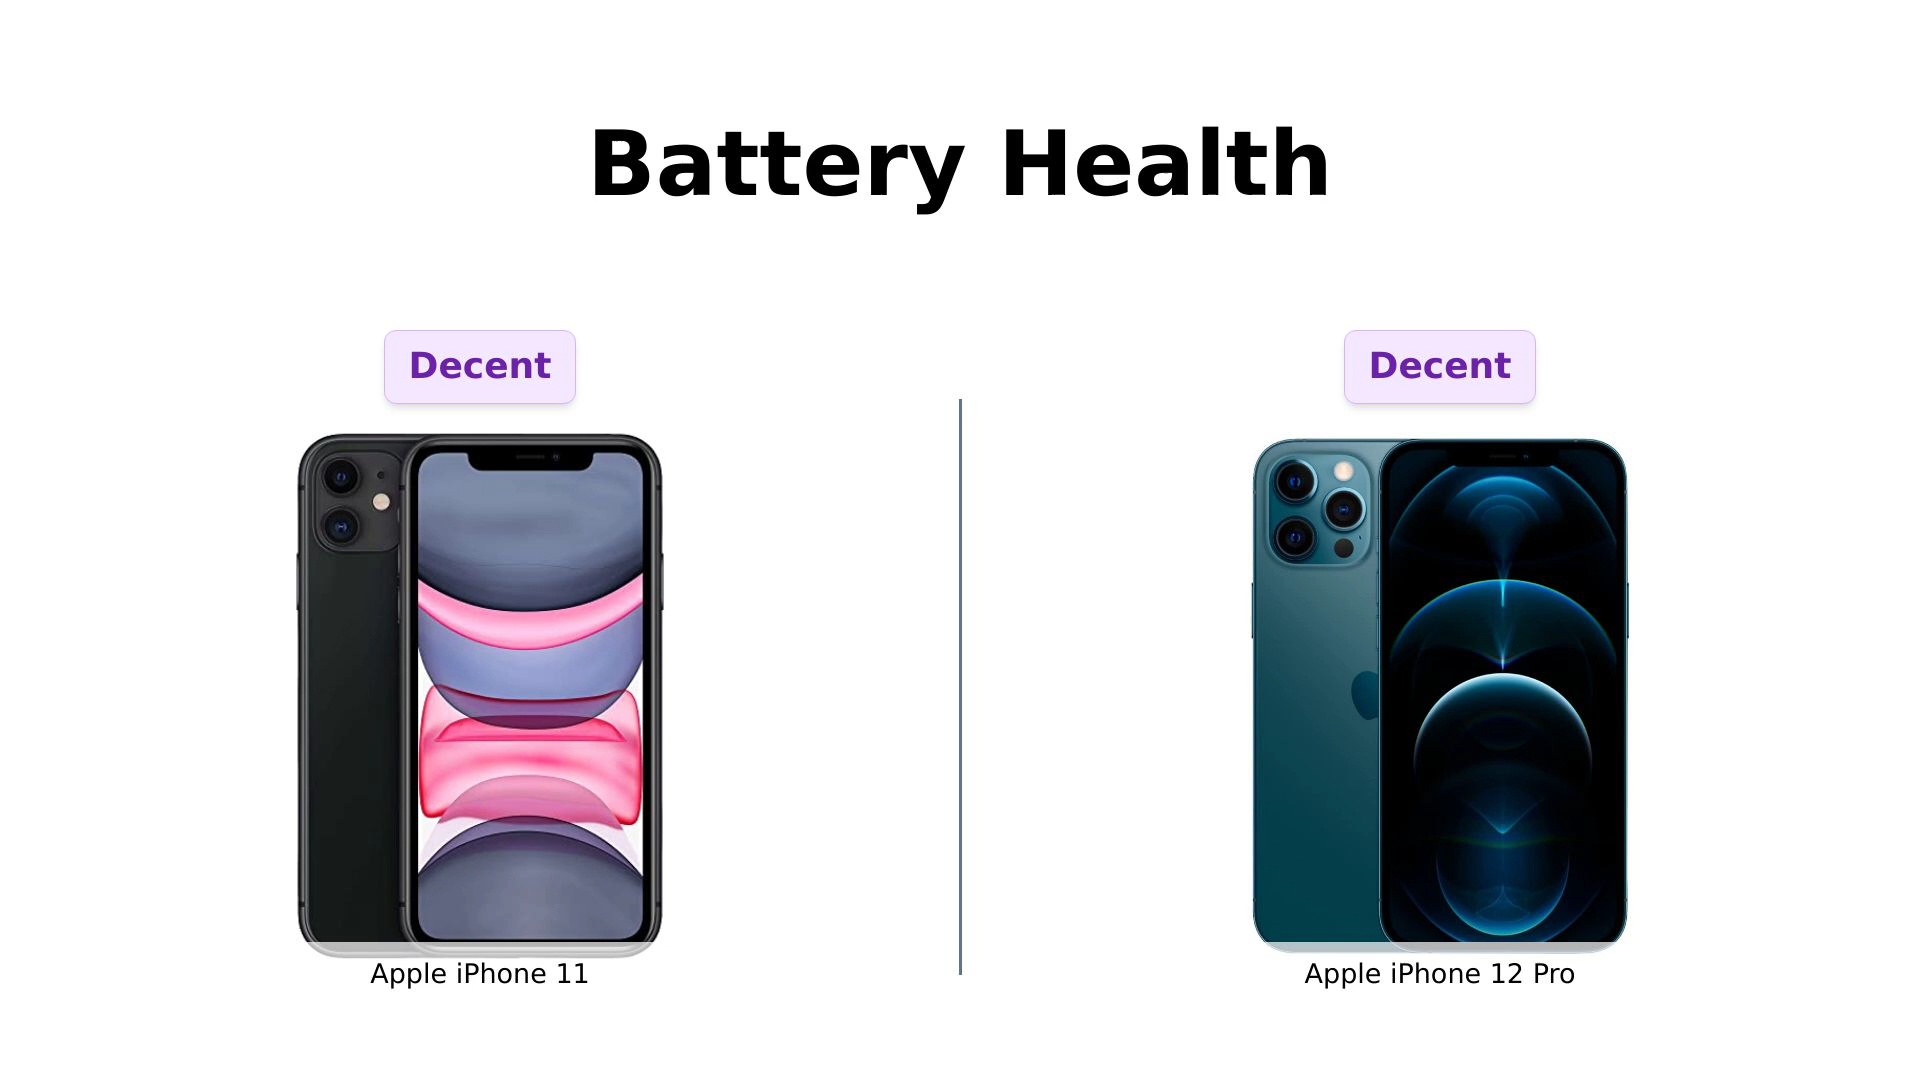 Battery Health
Decent
Decent
Apple iPhone 11
Apple iPhone 12 Pro